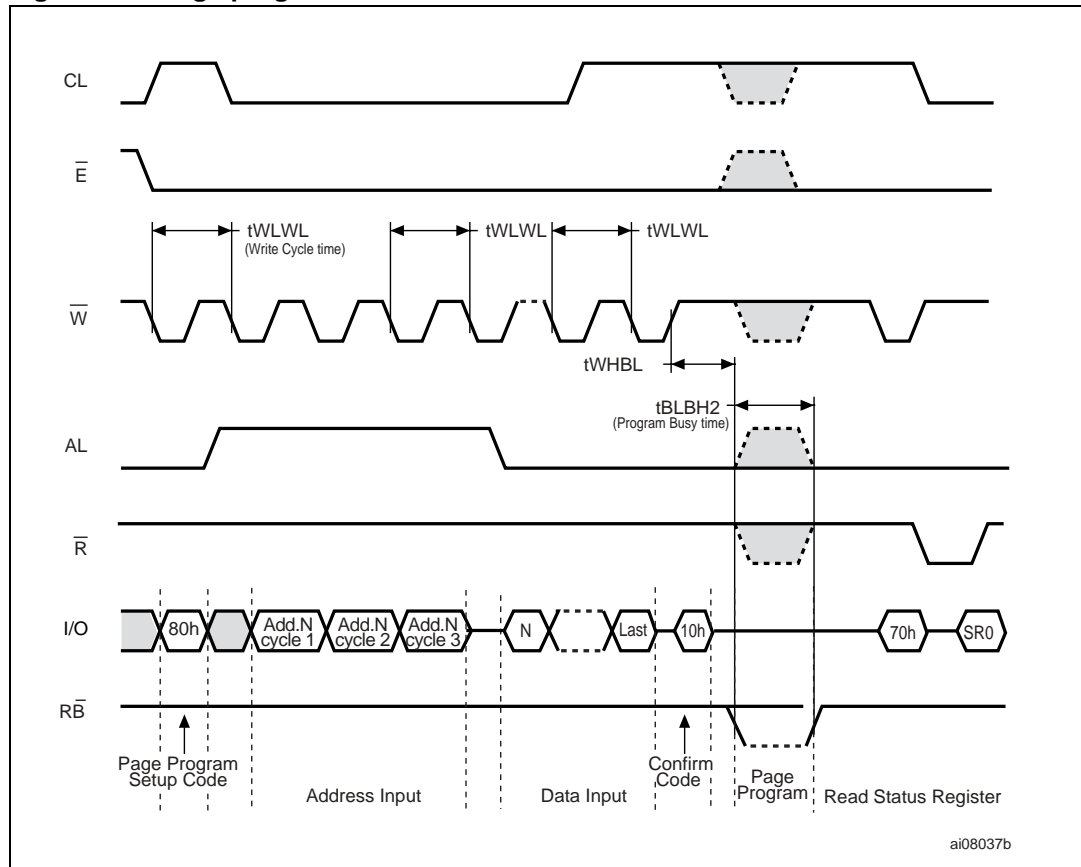 CL
E̅
tWLWL
(Write Cycle time)
tWLWL
tWLWL
W̅
tWHBL
tBLBH2
(Program Busy time)
AL
R̅
I/O
80h
Add.N
cycle 1
Add.N
cycle 2
Add.N
cycle 3
N
Last
10h
70h
SR0
RB̅
Page Program
Setup Code
Address Input
Data Input
Confirm
Code
Page
Program
Read Status Register
ai08037b